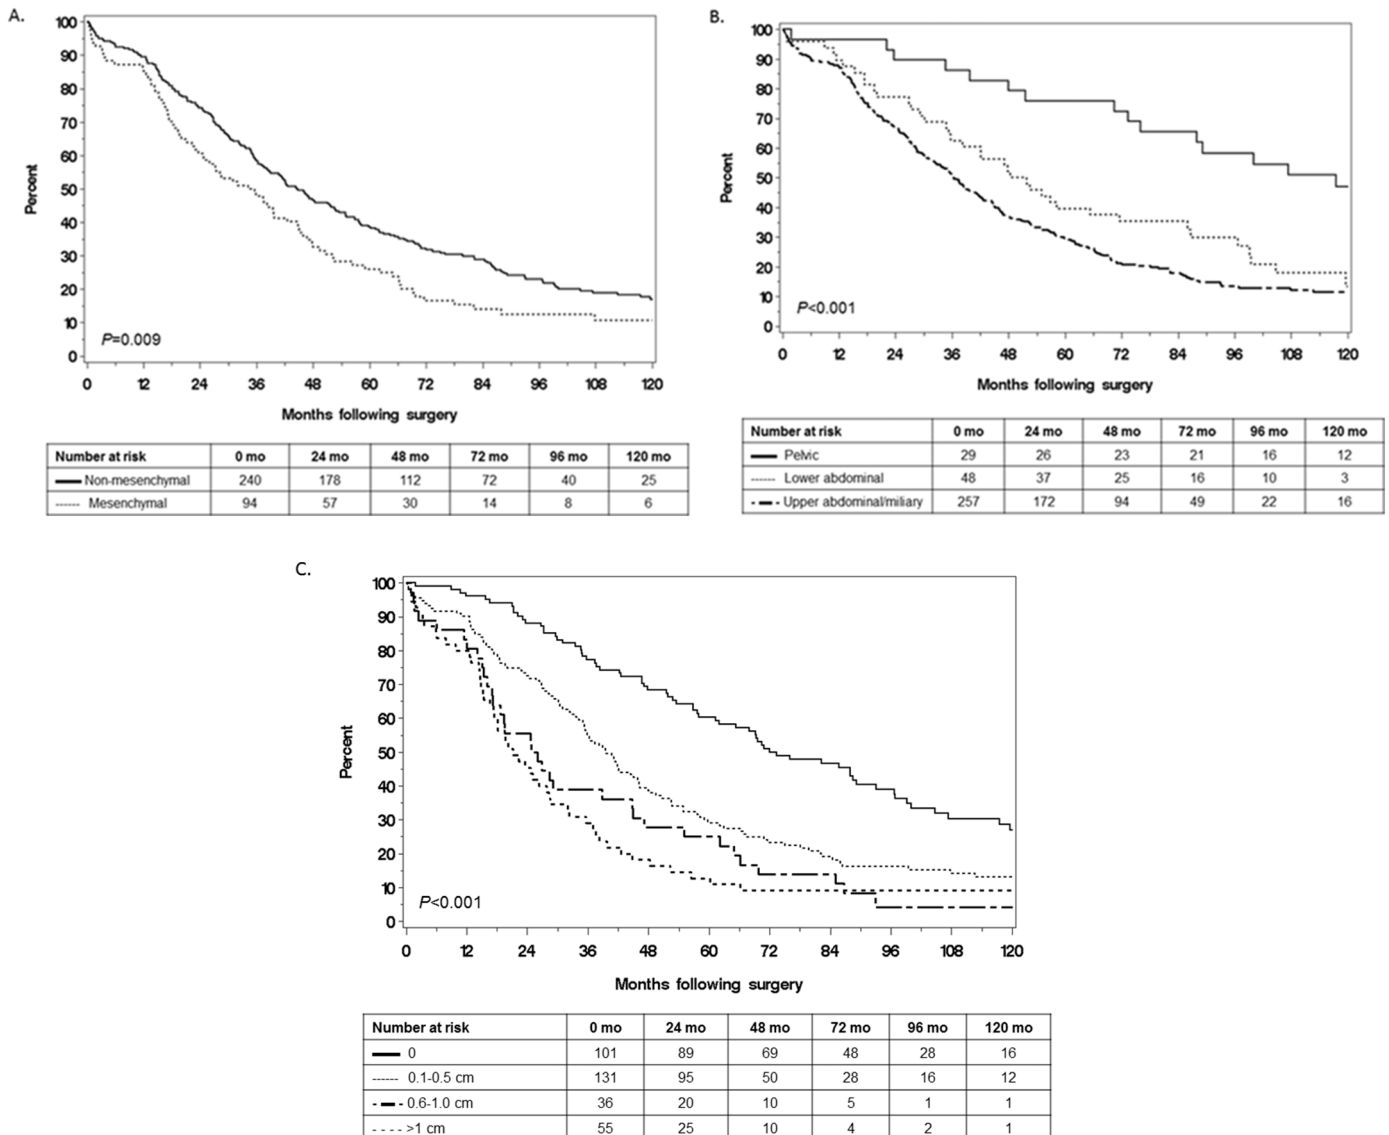 A.
100
90
80
70
60
50
40
30
20
10
0
Percent
P=0.009
0 12 24 36 48 60 72 84 96 108 120
Months following surgery
Number at risk 0 mo 24 mo 48 mo 72 mo 96 mo 120 mo
Non-mesenchymal 240 178 112 72 40 25
Mesenchymal 94 57 30 14 8 6
B.
100
90
80
70
60
50
40
30
20
10
0
Percent
P<0.001
0 12 24 36 48 60 72 84 96 108 120
Months following surgery
Number at risk 0 mo 24 mo 48 mo 72 mo 96 mo 120 mo
Pelvic 29 26 23 21 16 12
Lower abdominal 48 37 25 16 10 3
Upper abdominal/miliary 257 172 94 49 22 16
C.
100
90
80
70
60
50
40
30
20
10
0
Percent
P<0.001
0 12 24 36 48 60 72 84 96 108 120
Months following surgery
Number at risk 0 mo 24 mo 48 mo 72 mo 96 mo 120 mo
0 101 89 69 48 28 16
0.1-0.5 cm 131 95 50 28 16 12
0.6-1.0 cm 36 20 10 5 1 1
>1 cm 55 25 10 4 2 1